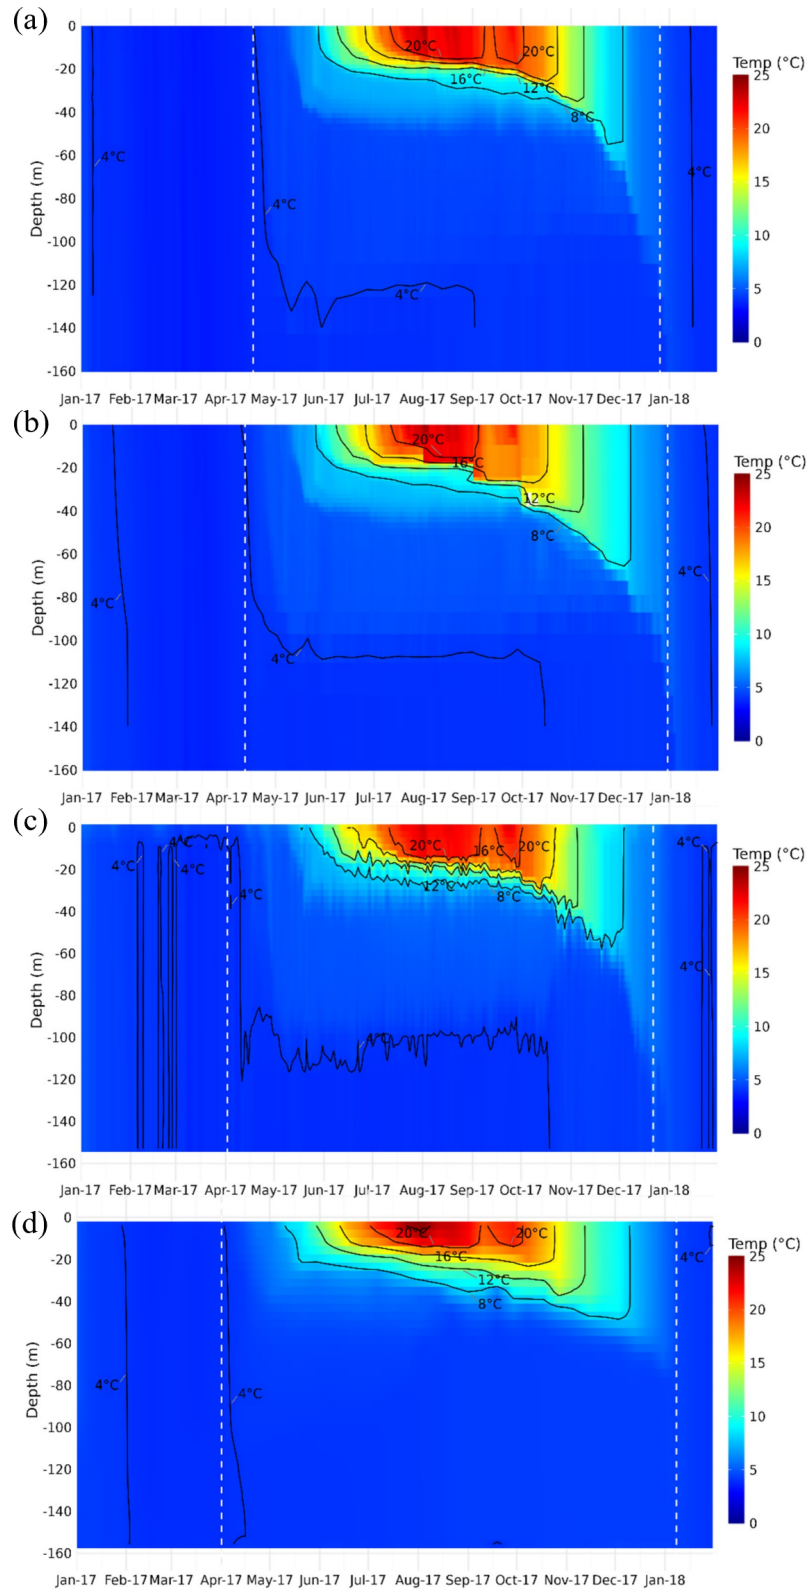 (a)
0
-20
-40
-60
-80
-100
-120
-140
-160
Depth (m)
20°C
20°C
16°C
12°C
8°C
4°C
4°C
4°C
4°C
Temp (°C)
25
20
15
10
5
0
Jan-17 Feb-17 Mar-17 Apr-17 May-17 Jun-17 Jul-17 Aug-17 Sep-17 Oct-17 Nov-17 Dec-17 Jan-18
(b)
0
-20
-40
-60
-80
-100
-120
-140
-160
Depth (m)
20°C
16°C
12°C
8°C
4°C
4°C
4°C
Temp (°C)
25
20
15
10
5
0
Jan-17 Feb-17 Mar-17 Apr-17 May-17 Jun-17 Jul-17 Aug-17 Sep-17 Oct-17 Nov-17 Dec-17 Jan-18
(c)
0
-20
-40
-60
-80
-100
-120
-140
-160
Depth (m)
20°C
16°C
20°C
12°C
8°C
4°C
4°C
4°C
4°C
4°C
4°C
4°C
Temp (°C)
25
20
15
10
5
0
Jan-17 Feb-17 Mar-17 Apr-17 May-17 Jun-17 Jul-17 Aug-17 Sep-17 Oct-17 Nov-17 Dec-17 Jan-18
(d)
0
-20
-40
-60
-80
-100
-120
-140
-160
Depth (m)
20°C
20°C
16°C
12°C
8°C
4°C
4°C
4°C
Temp (°C)
25
20
15
10
5
0
Jan-17 Feb-17 Mar-17 Apr-17 May-17 Jun-17 Jul-17 Aug-17 Sep-17 Oct-17 Nov-17 Dec-17 Jan-18